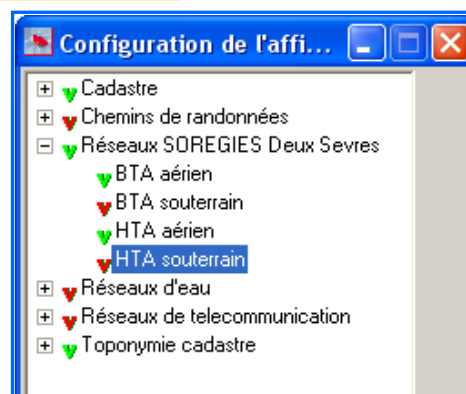 Configuration de l'affi...
Cadastre
Chemins de randonnées
Réseaux SOREGIES Deux Sevres
BTA aérien
BTA souterrain
HTA aérien
HTA souterrain
Réseaux d'eau
Réseaux de telecommunication
Toponymie cadastre